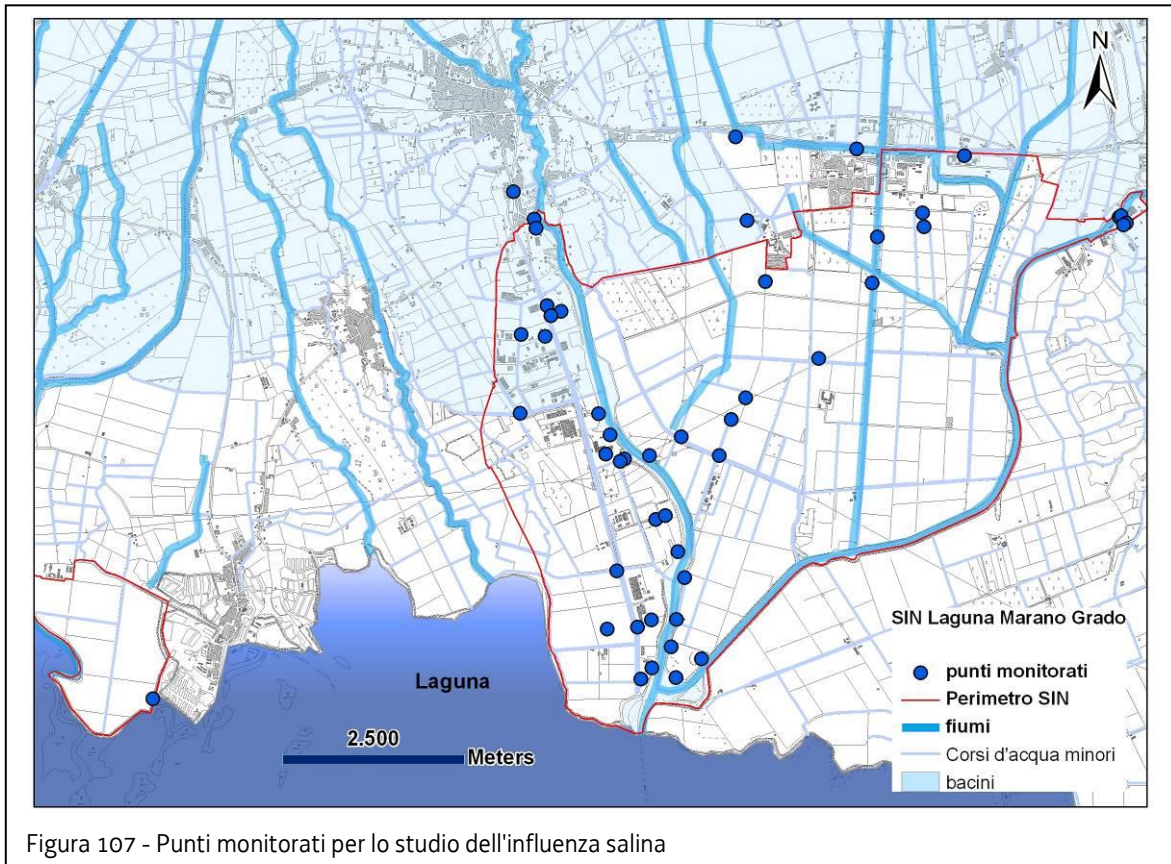 N
Laguna
2.500
Meters
SIN Laguna Marano Grado
punti monitorati
Perimetro SIN
fiumi
Corsi d'acqua minori
bacini
Figura 107 - Punti monitorati per lo studio dell'influenza salina